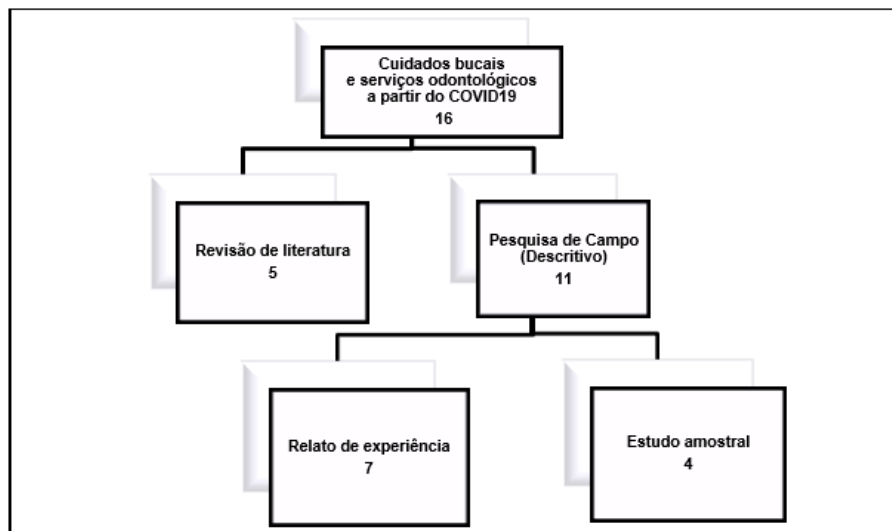 Cuidados bucais
e serviços odontológicos
a partir do COVID19
16
Revisão de literatura
5
Pesquisa de Campo
(Descritivo)
11
Relato de experiência
7
Estudo amostral
4